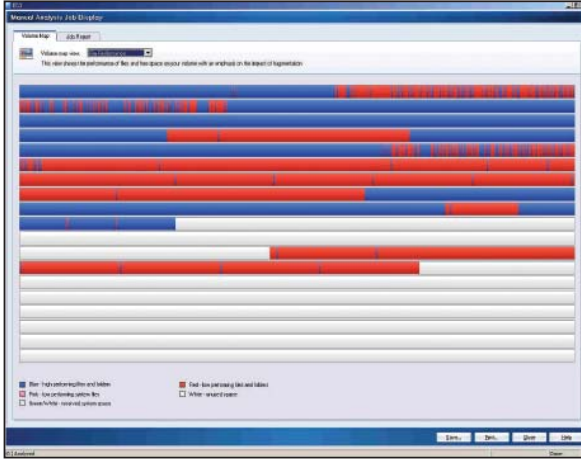 Manual Analysis Job Display
Volume Map Job Report
Volume map view: File Performance
This view shows the performance of files and free space on your volume with an emphasis on the impact of fragmentation
Blue - high performing files and folders
Red - low performing files and folders
Pink - low performing system files
White - unused space
Green/White - reserved system space
Save... Print... Close Help
Done